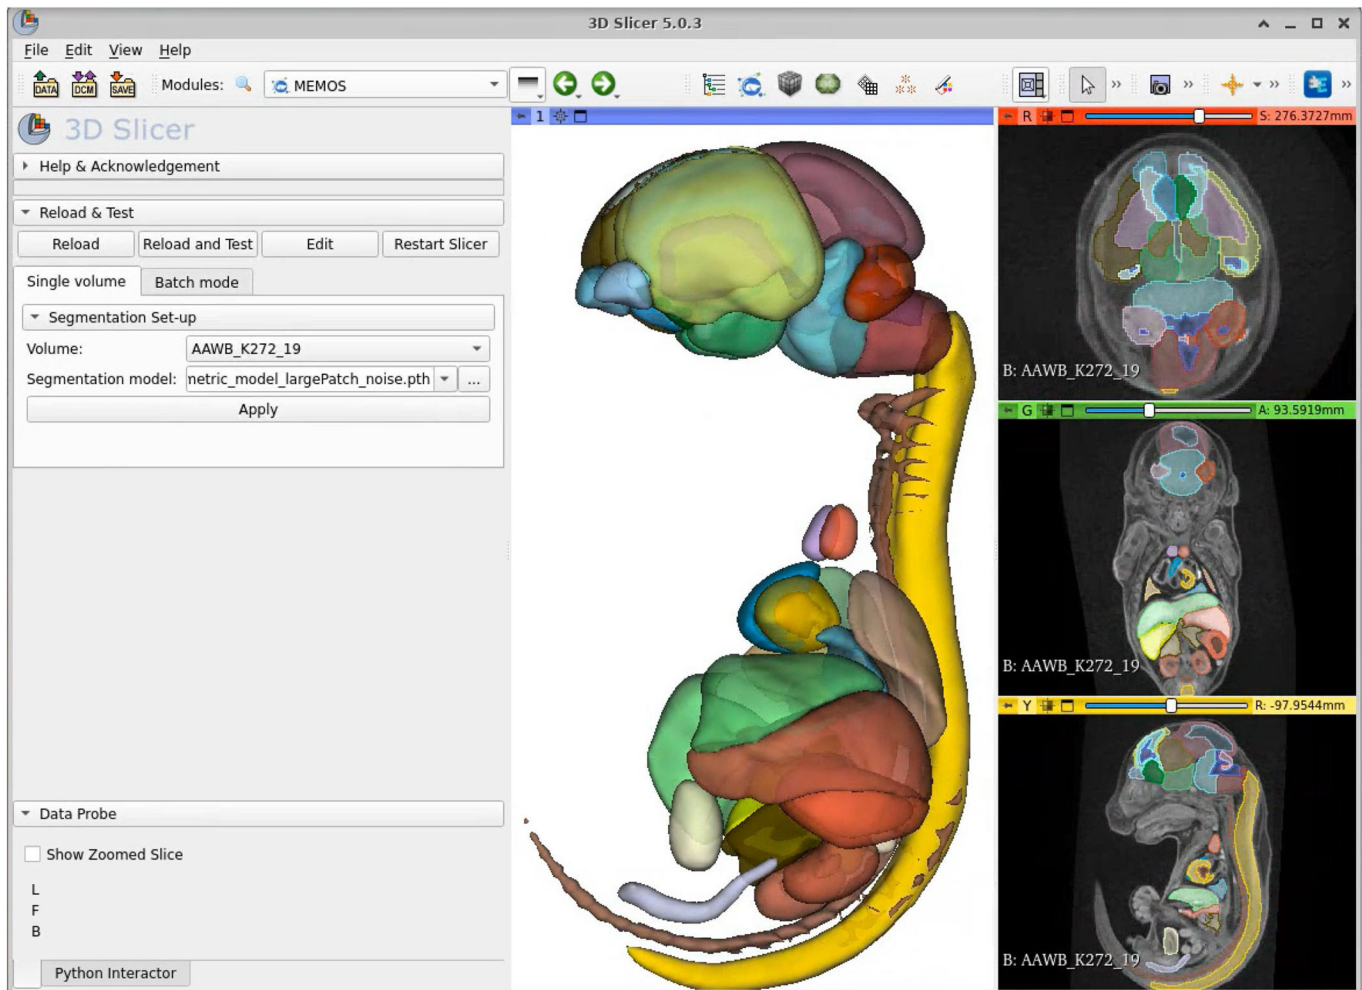 3D Slicer 5.0.3
File Edit View Help
DATA DCM SAVE Modules: MEMOS
3D Slicer
Help & Acknowledgement
Reload & Test
Reload Reload and Test Edit Restart Slicer
Single volume Batch mode
Segmentation Set-up
Volume: AAWB_K272_19
Segmentation model: netric_model_largePatch_noise.pth ...
Apply
Data Probe
Show Zoomed Slice
L
F
B
Python Interactor
1
R S: 276.3727mm
B: AAWB_K272_19
G A: 93.5919mm
B: AAWB_K272_19
Y R: -97.9544mm
B: AAWB_K272_19